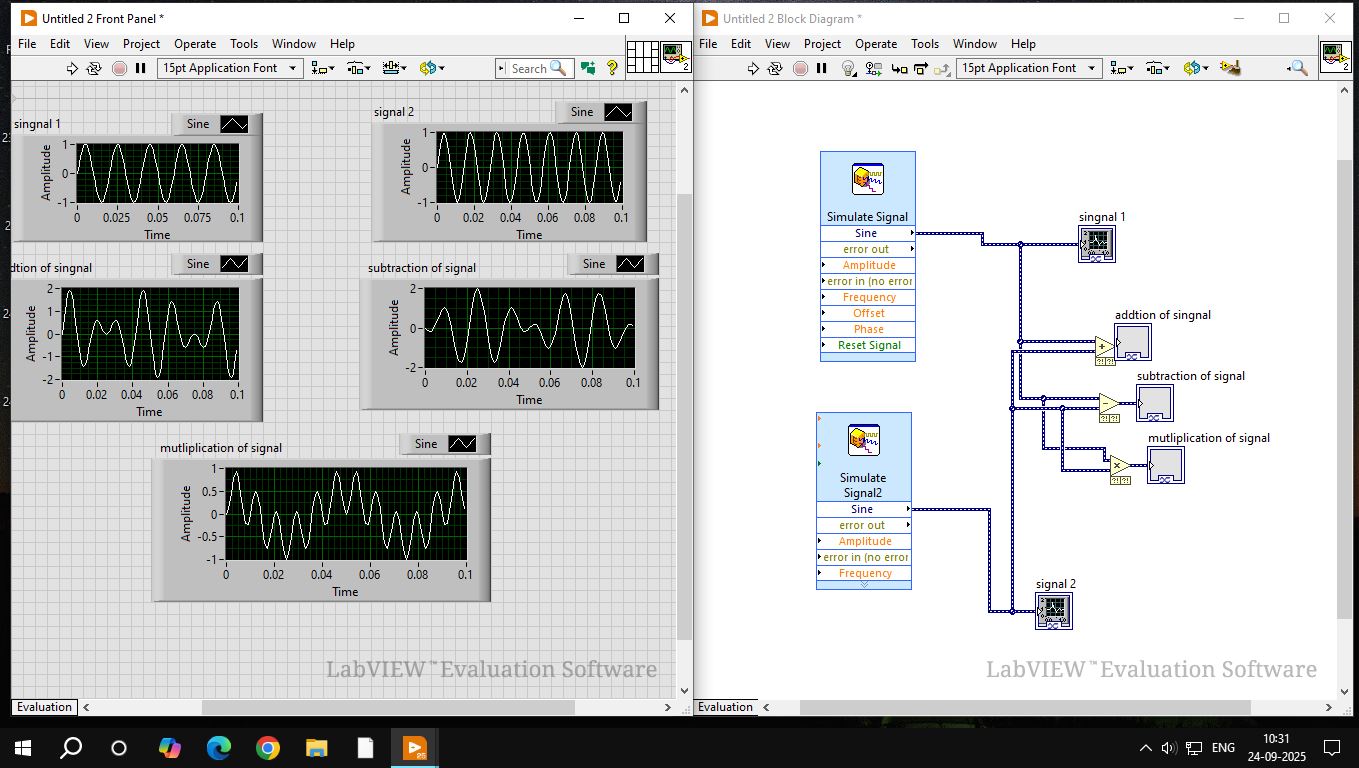 Untitled 2 Front Panel *
File Edit View Project Operate Tools Window Help
15pt Application Font
Search
2
singnal 1
Sine
Amplitude
1
0
-1
0 0.025 0.05 0.075 0.1
Time
signal 2
Sine
Amplitude
1
0
-1
0 0.02 0.04 0.06 0.08 0.1
Time
dtion of singnal
Sine
Amplitude
2
1
0
-1
-2
0 0.02 0.04 0.06 0.08 0.1
Time
subtraction of signal
Sine
Amplitude
2
0
-2
0 0.02 0.04 0.06 0.08 0.1
Time
mutliplication of signal
Sine
Amplitude
1
0.5
0
-0.5
-1
0 0.02 0.04 0.06 0.08 0.1
Time
LabVIEW™ Evaluation Software
Evaluation
Untitled 2 Block Diagram *
File Edit View Project Operate Tools Window Help
15pt Application Font
2
Simulate Signal
Sine
error out
Amplitude
error in (no error
Frequency
Offset
Phase
Reset Signal
singnal 1
addtion of singnal
subtraction of signal
mutliplication of signal
Simulate
Signal2
Sine
error out
Amplitude
error in (no error
Frequency
signal 2
LabVIEW™ Evaluation Software
Evaluation
25
ENG
10:31
24-09-2025